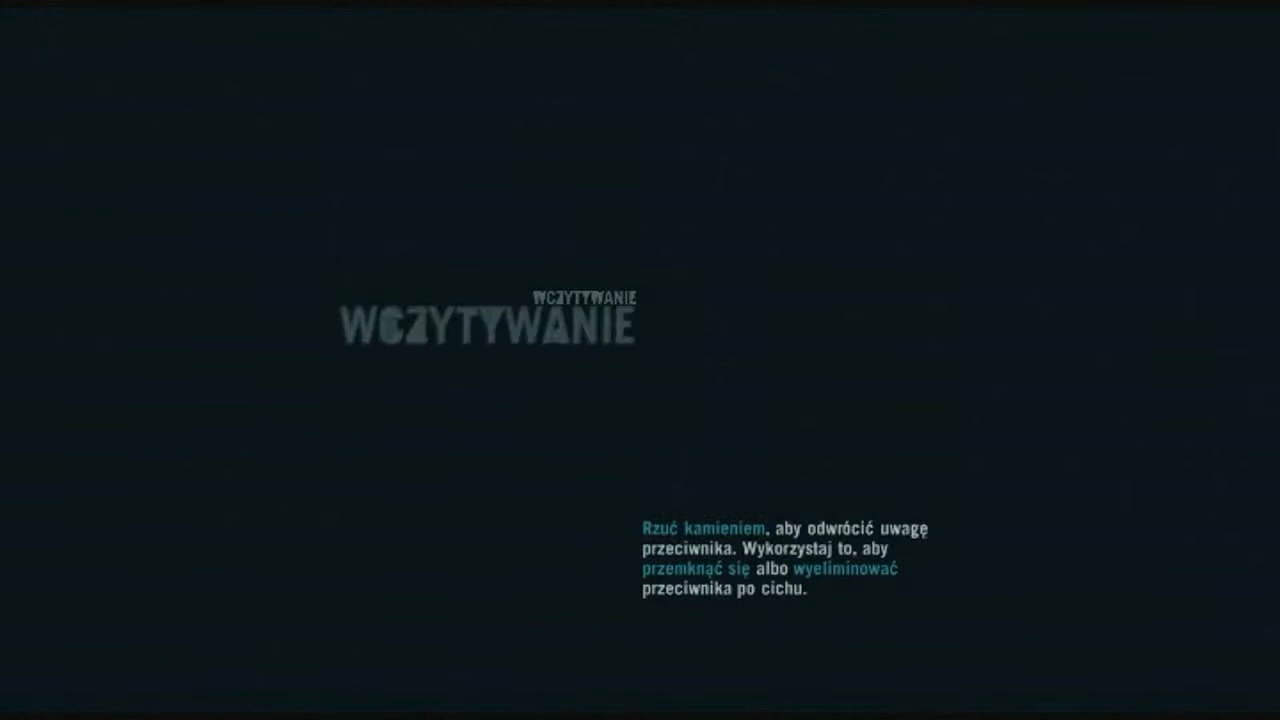 WCZYTYWANIE
WCZYTYWANIE
Rzuć kamieniem, aby odwrócić uwagę
przeciwnika. Wykorzystaj to, aby
przemknąć się albo wyeliminować
przeciwnika po cichu.